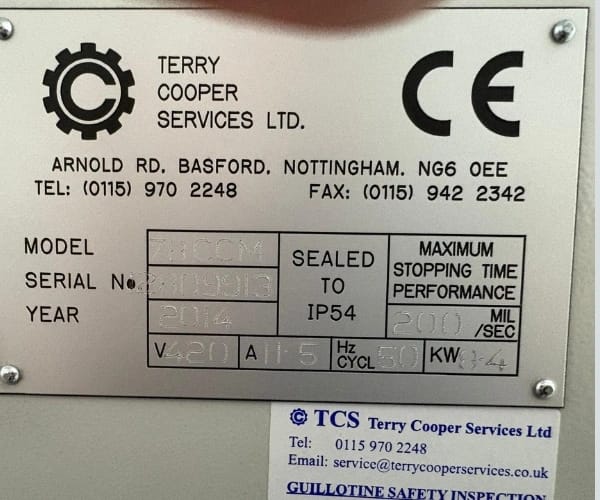 TERRY
COOPER
SERVICES LTD.
CE
ARNOLD RD. BASFORD. NOTTINGHAM. NG6 0EE
TEL: (0115) 970 2248 FAX: (0115) 942 2342
MODEL 78CCM
SERIAL No.
YEAR 2014
SEALED
TO
IP54
MAXIMUM
STOPPING TIME
PERFORMANCE
200 MIL
/SEC
V 420 A 11.5 Hz
CYCL 50 KW
TCS Terry Cooper Services Ltd
Tel: 0115 970 2248
Email: service@terrycooperservices.co.uk
GUILLOTINE SAFETY INSPECTION